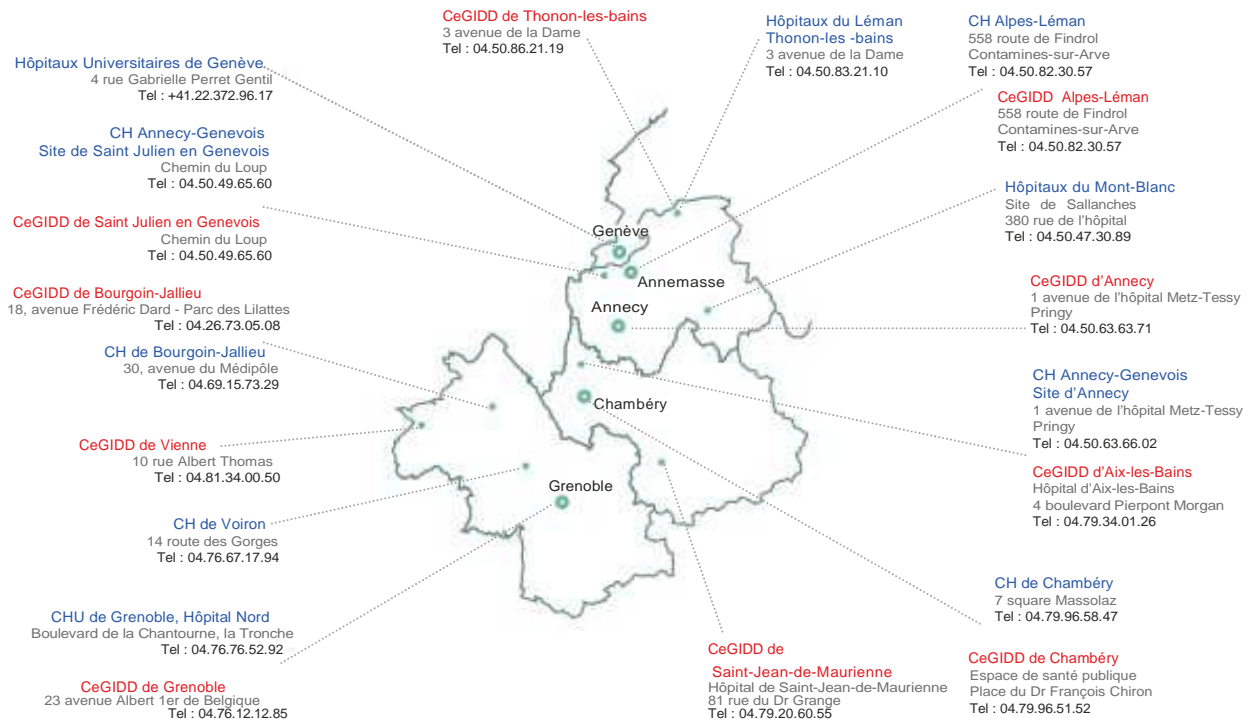 CeGIDD de Thonon-les-bains
3 avenue de la Dame
Tel : 04.50.86.21.19
Hôpitaux du Léman
Thonon-les -bains
3 avenue de la Dame
Tel : 04.50.83.21.10
CH Alpes-Léman
558 route de Findrol
Contamines-sur-Arve
Tel : 04.50.82.30.57
CeGIDD Alpes-Léman
558 route de Findrol
Contamines-sur-Arve
Tel : 04.50.82.30.57
Hôpitaux Universitaires de Genève
4 rue Gabrielle Perret Gentil
Tel : +41.22.372.96.17
CH Annecy-Genevois
Site de Saint Julien en Genevois
Chemin du Loup
Tel : 04.50.49.65.60
CeGIDD de Saint Julien en Genevois
Chemin du Loup
Tel : 04.50.49.65.60
CeGIDD de Bourgoin-Jallieu
18, avenue Frédéric Dard - Parc des Lilattes
Tel : 04.26.73.05.08
CH de Bourgoin-Jallieu
30, avenue du Médipôle
Tel : 04.69.15.73.29
CeGIDD de Vienne
10 rue Albert Thomas
Tel : 04.81.34.00.50
CH de Voiron
14 route des Gorges
Tel : 04.76.67.17.94
CHU de Grenoble, Hôpital Nord
Boulevard de la Chantourne, la Tronche
Tel : 04.76.76.52.92
CeGIDD de Grenoble
23 avenue Albert 1er de Belgique
Tel : 04.76.12.12.85
Genève
Annemasse
Annecy
Chambéry
Grenoble
Hôpitaux du Mont-Blanc
Site de Sallanches
380 rue de l'hôpital
Tel : 04.50.47.30.89
CeGIDD d'Annecy
1 avenue de l'hôpital Metz-Tessy
Pringy
Tel : 04.50.63.63.71
CH Annecy-Genevois
Site d'Annecy
1 avenue de l'hôpital Metz-Tessy
Pringy
Tel : 04.50.63.66.02
CeGIDD d'Aix-les-Bains
Hôpital d'Aix-les-Bains
4 boulevard Pierpont Morgan
Tel : 04.79.34.01.26
CH de Chambéry
7 square Massolaz
Tel : 04.79.96.58.47
CeGIDD de
Saint-Jean-de-Maurienne
Hôpital de Saint-Jean-de-Maurienne
81 rue du Dr Grange
Tel : 04.79.20.60.55
CeGIDD de Chambéry
Espace de santé publique
Place du Dr François Chiron
Tel : 04.79.96.51.52